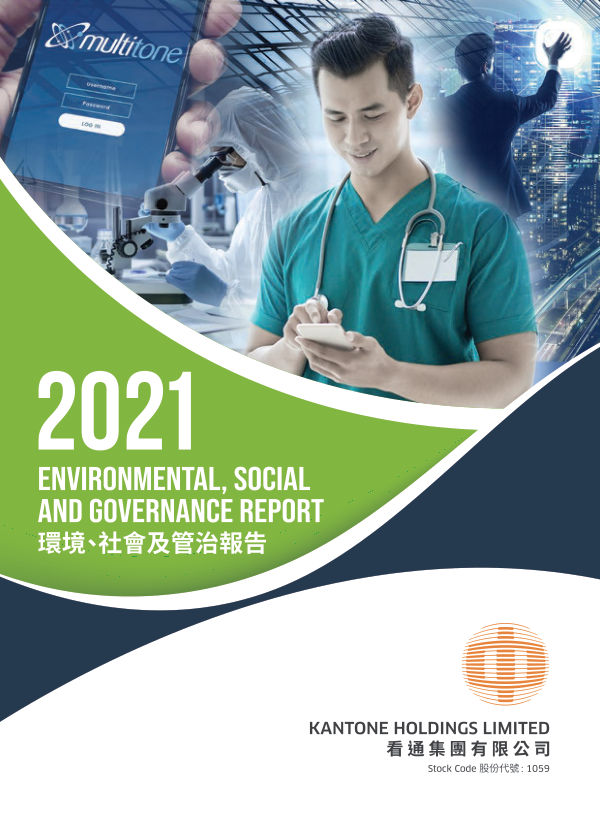 multitone
Username
Password
LOG IN
2021
ENVIRONMENTAL, SOCIAL
AND GOVERNANCE REPORT
環境、社會及管治報告
KANTONE HOLDINGS LIMITED
看通集團有限公司
Stock Code 股份代號: 1059